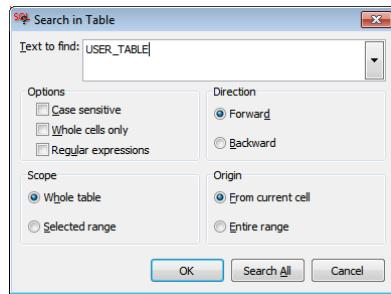 Search in Table
Text to find: USER_TABLE
Options
Case sensitive
Whole cells only
Regular expressions
Direction
Forward
Backward
Scope
Whole table
Selected range
Origin
From current cell
Entire range
OK Search All Cancel